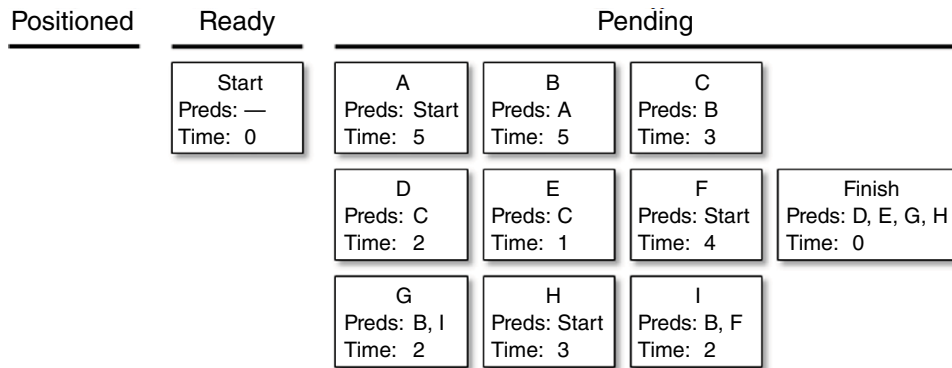 Positioned Ready Pending
Start
Preds: —
Time: 0
A
Preds: Start
Time: 5
B
Preds: A
Time: 5
C
Preds: B
Time: 3
D
Preds: C
Time: 2
E
Preds: C
Time: 1
F
Preds: Start
Time: 4
Finish
Preds: D, E, G, H
Time: 0
G
Preds: B, I
Time: 2
H
Preds: Start
Time: 3
I
Preds: B, F
Time: 2